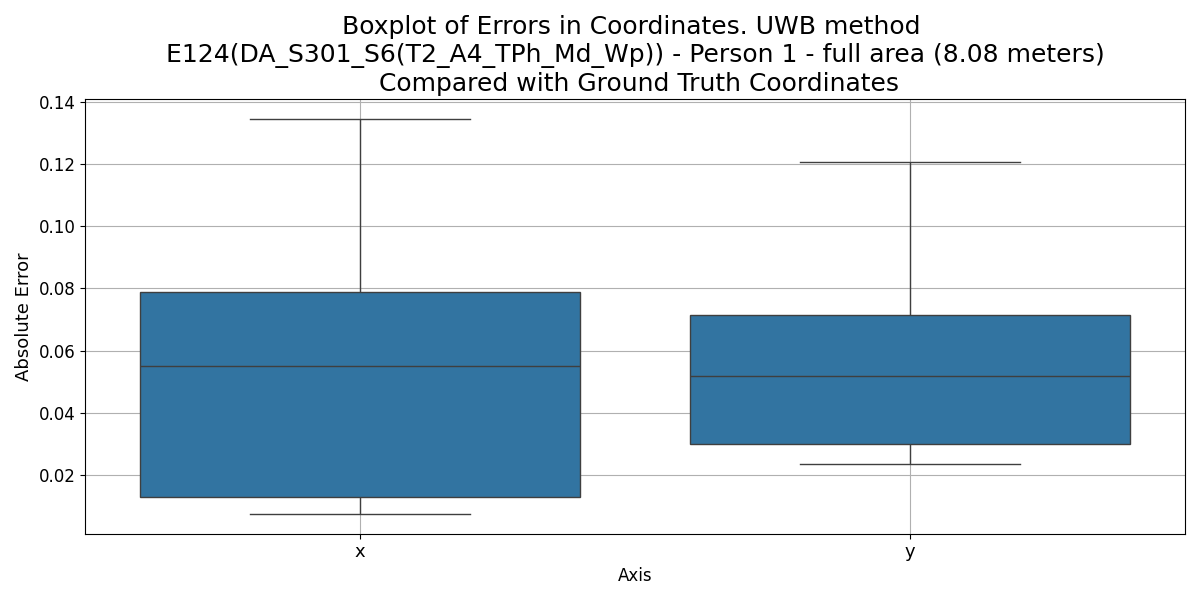 Boxplot of Errors in Coordinates. UWB method
E124(DA_S301_S6(T2_A4_TPh_Md_Wp)) - Person 1 - full area (8.08 meters)
Compared with Ground Truth Coordinates
0.14
0.12
0.10
0.08
0.06
0.04
0.02
Absolute Error
x
y
Axis